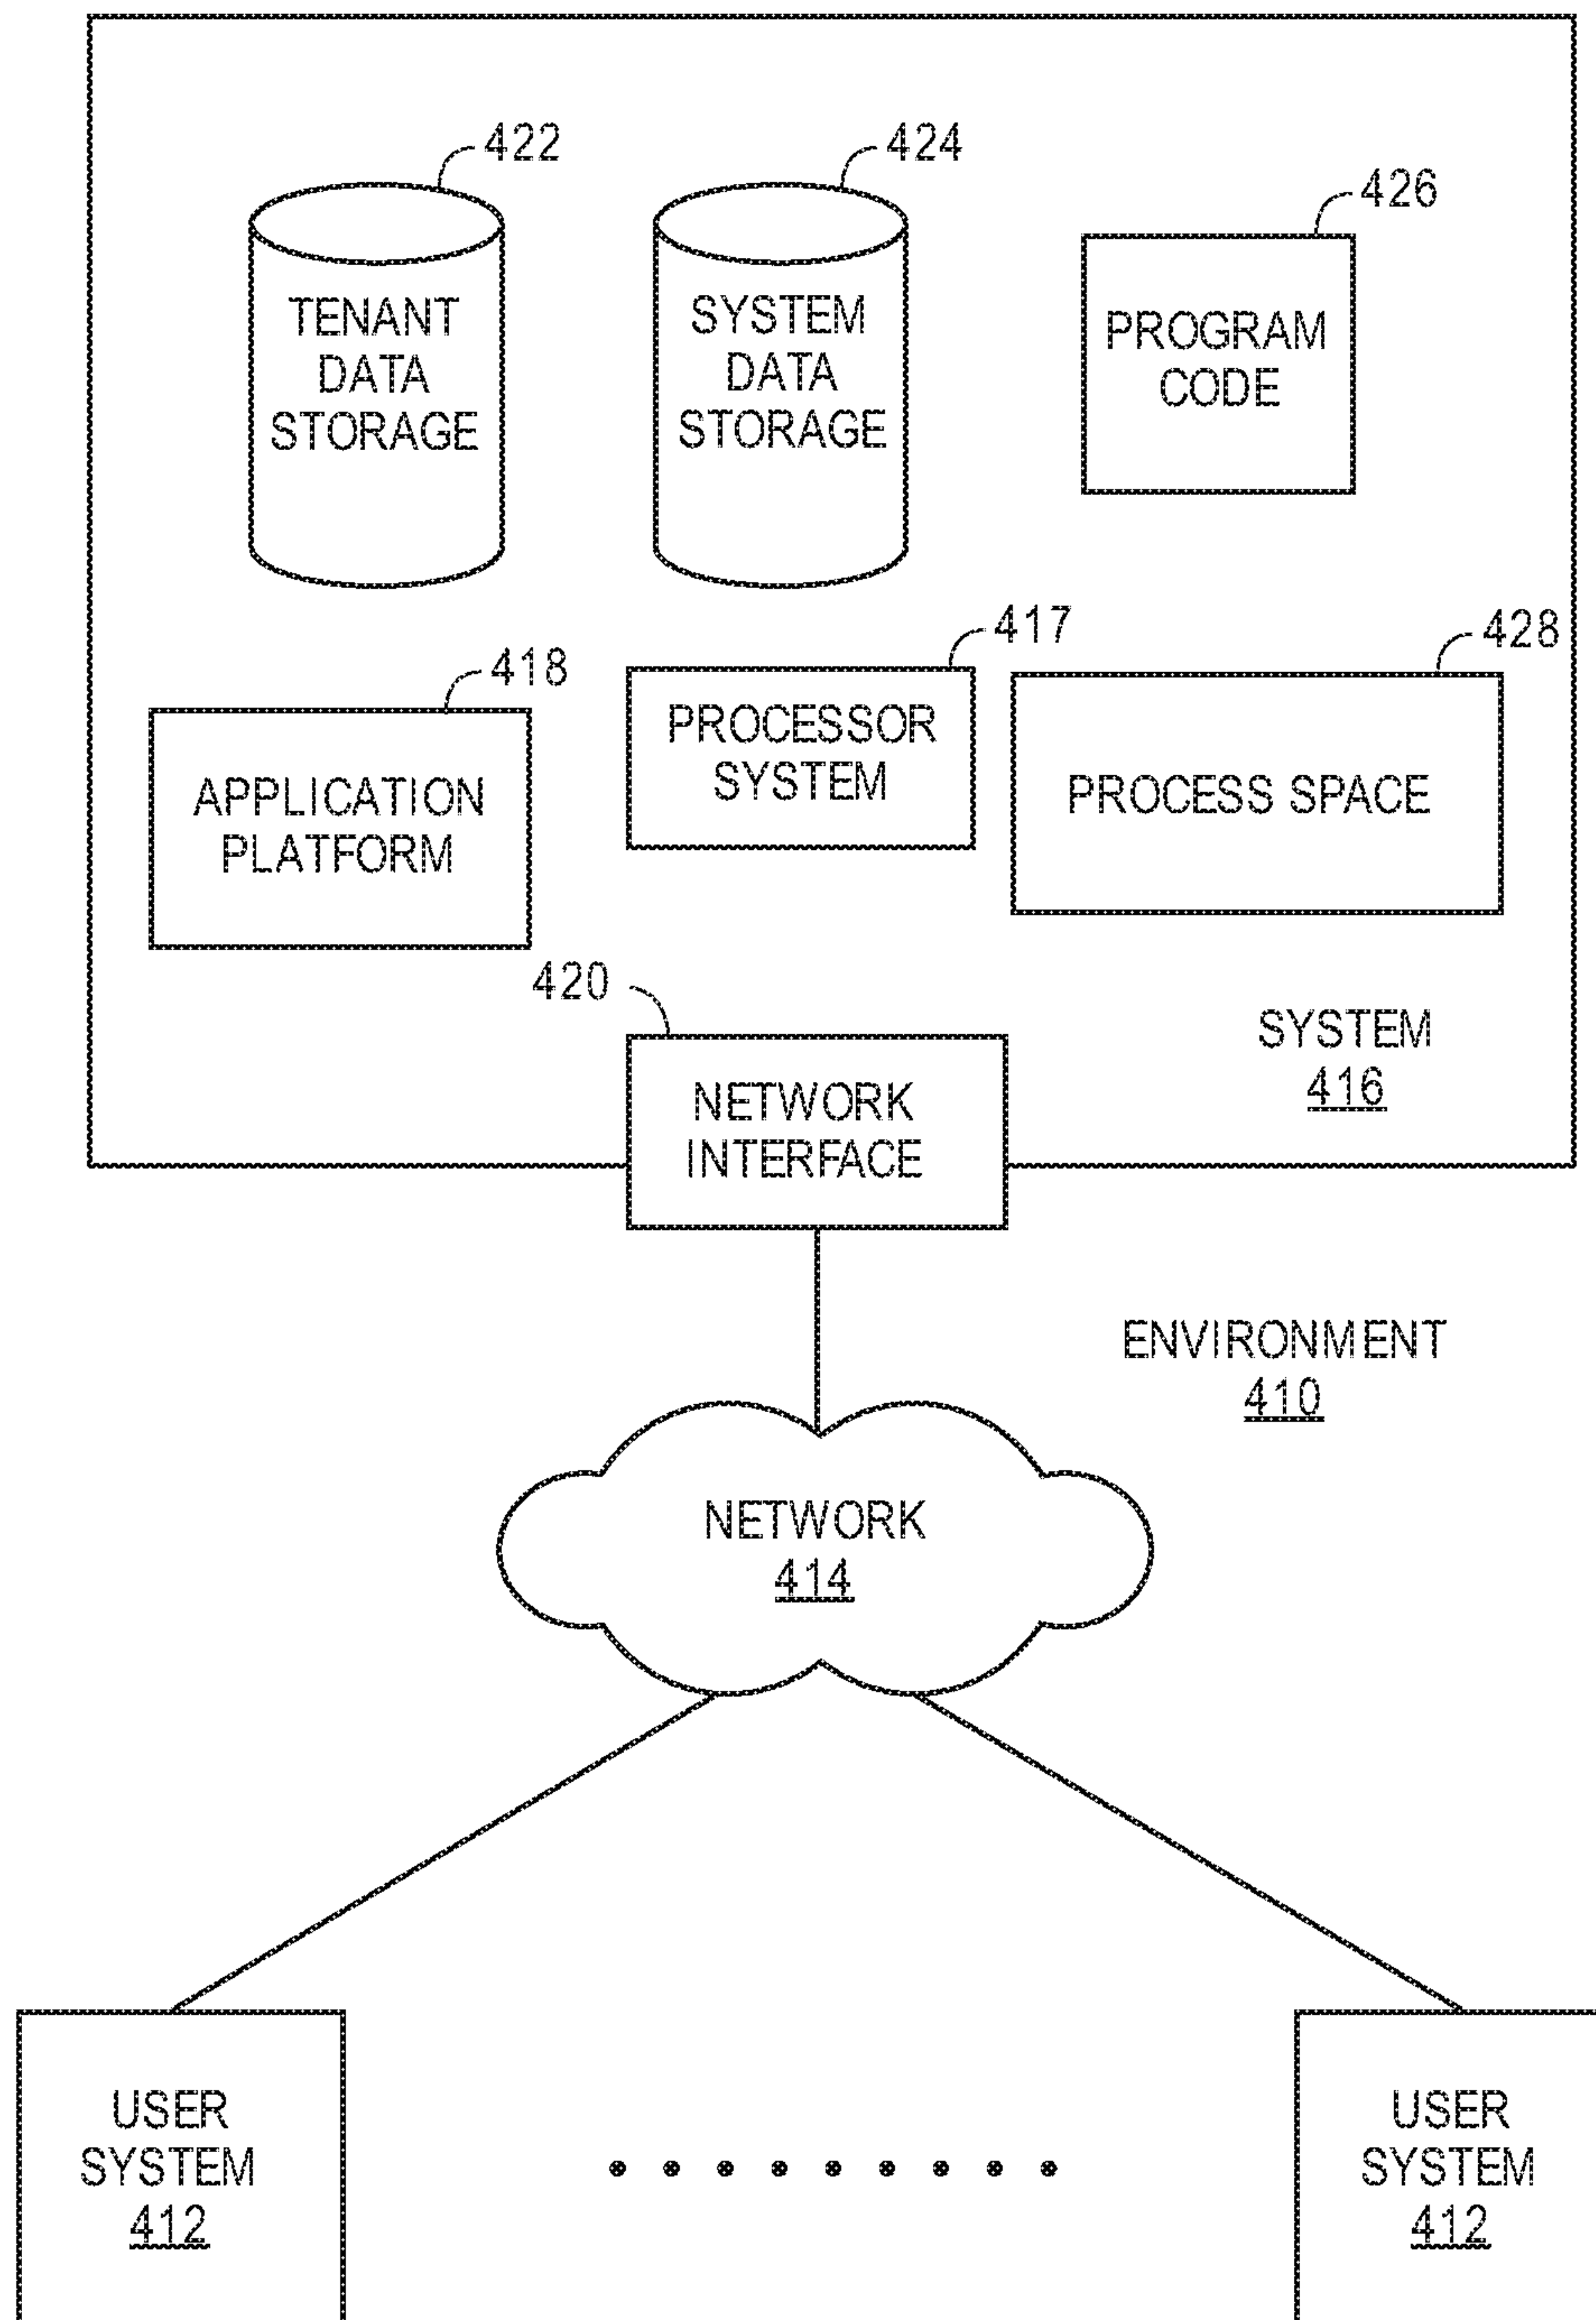 422
424
426
TENANT
DATA
STORAGE
SYSTEM
DATA
STORAGE
PROGRAM
CODE
418
417
428
APPLICATION
PLATFORM
PROCESSOR
SYSTEM
PROCESS SPACE
420
NETWORK
INTERFACE
SYSTEM
416
ENVIRONMENT
410
NETWORK
414
USER
SYSTEM
412
USER
SYSTEM
412